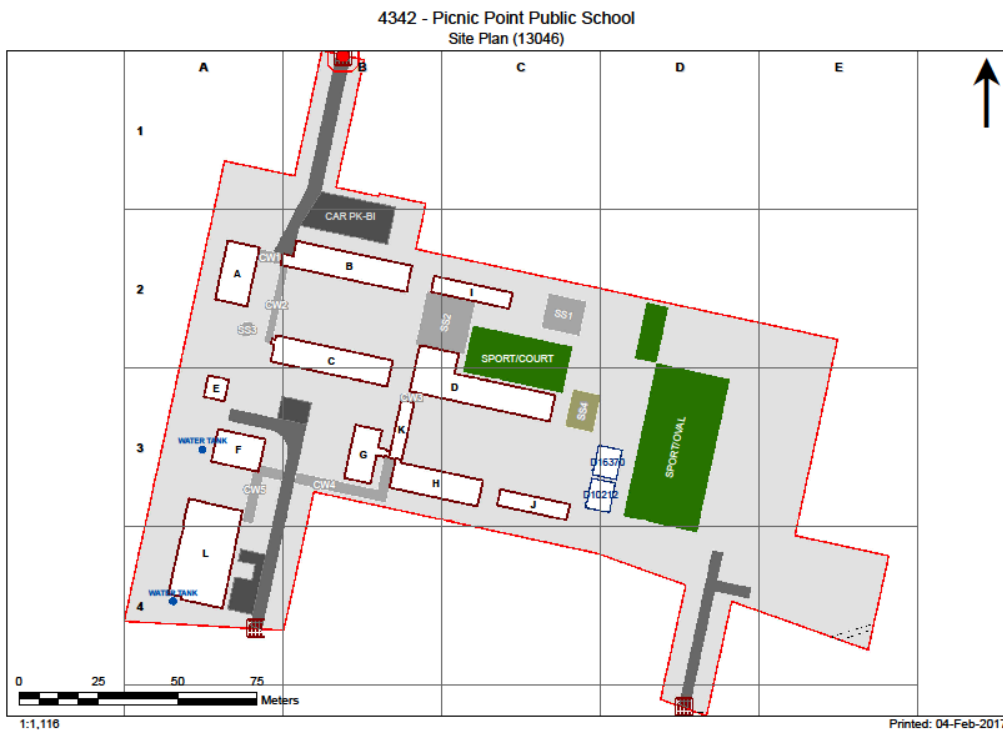 4342 - Picnic Point Public School
Site Plan (13046)
A B C D E
1
CAR PK-BI
CW1
B
A
2
I
CW2
SS1
SS2
SS3
SPORT/COURT
C
D
E
CW3
SS4
K
WATER TANK
F
3
G
D16370
SPORT/OVAL
H
CW4
CW5
D10212
J
L
WATER TANK
4
0 25 50 75
Meters
1:1,116
Printed: 04-Feb-2017